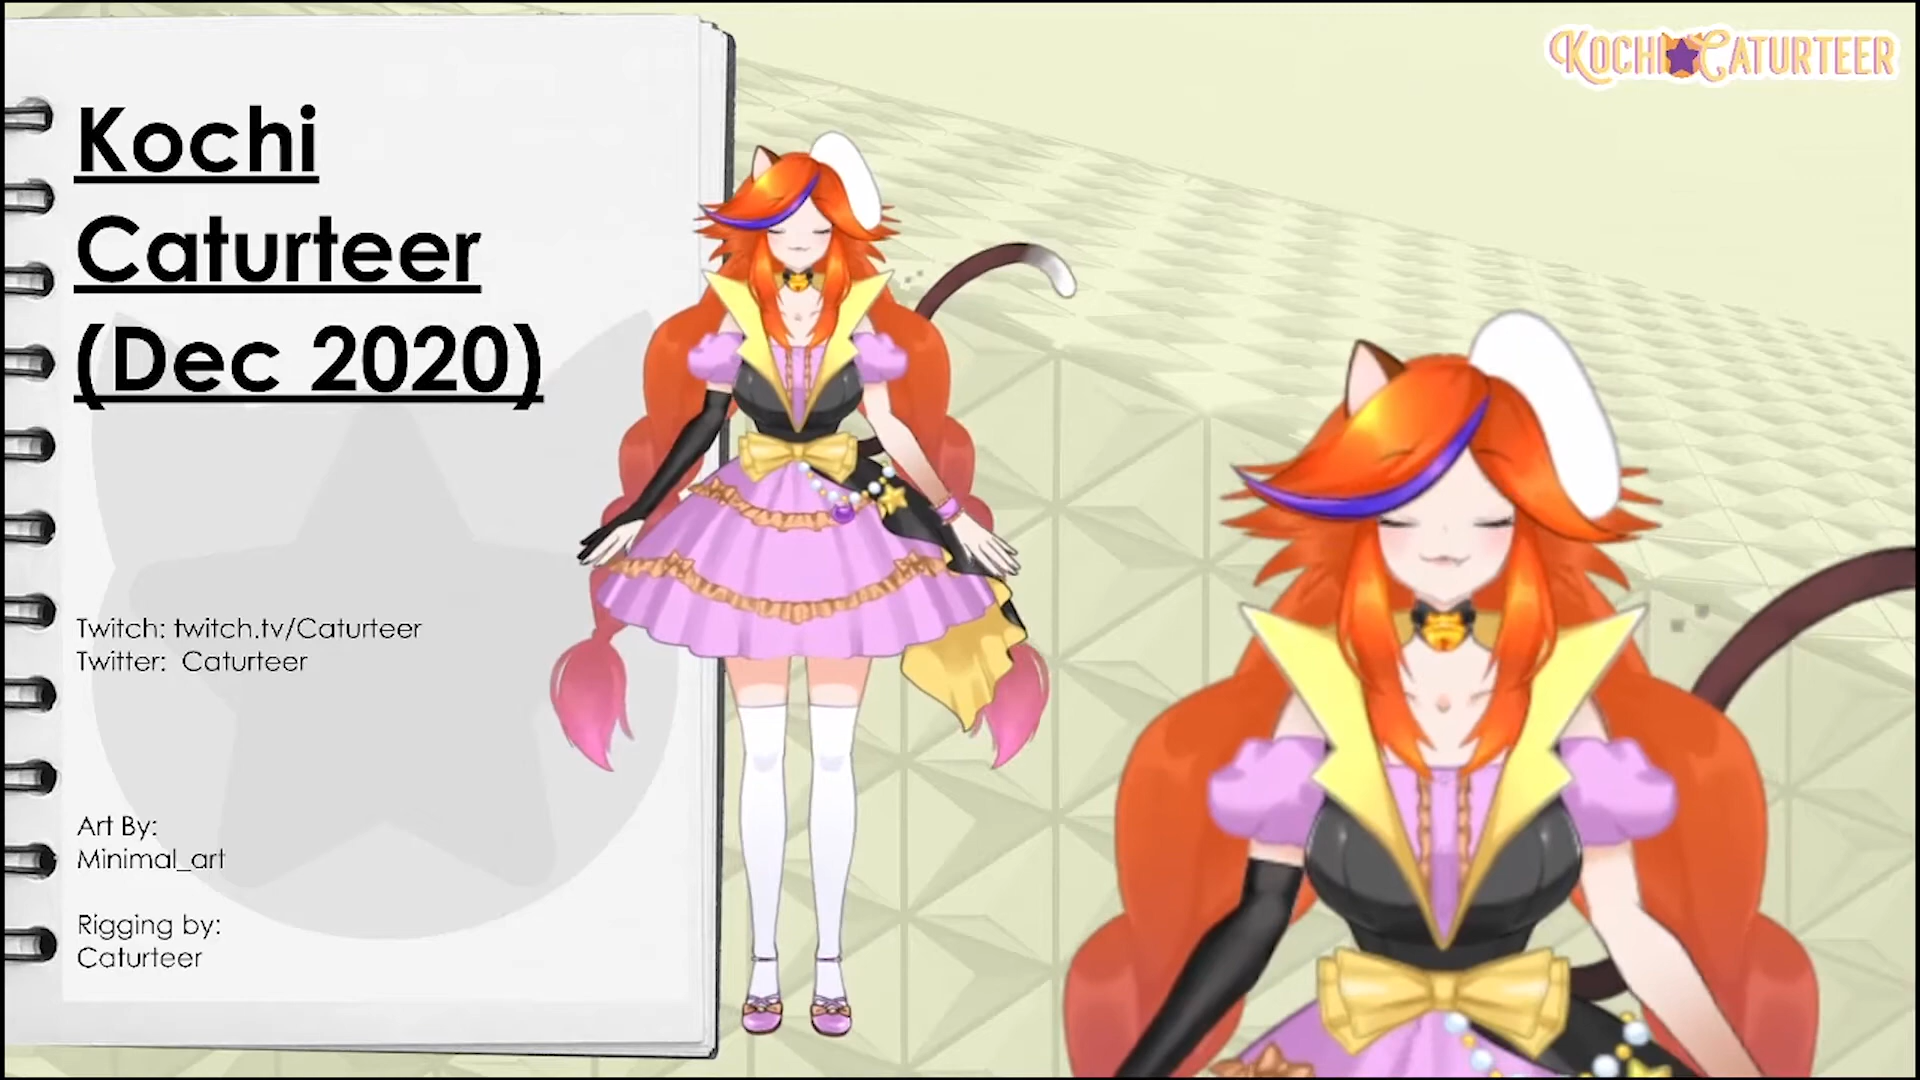 Kochi
Caturteer
(Dec 2020)
KOCHI CATURTEER
Twitch: twitch.tv/Caturteer
Twitter:  Caturteer
Art By:
Minimal_art
Rigging by:
Caturteer